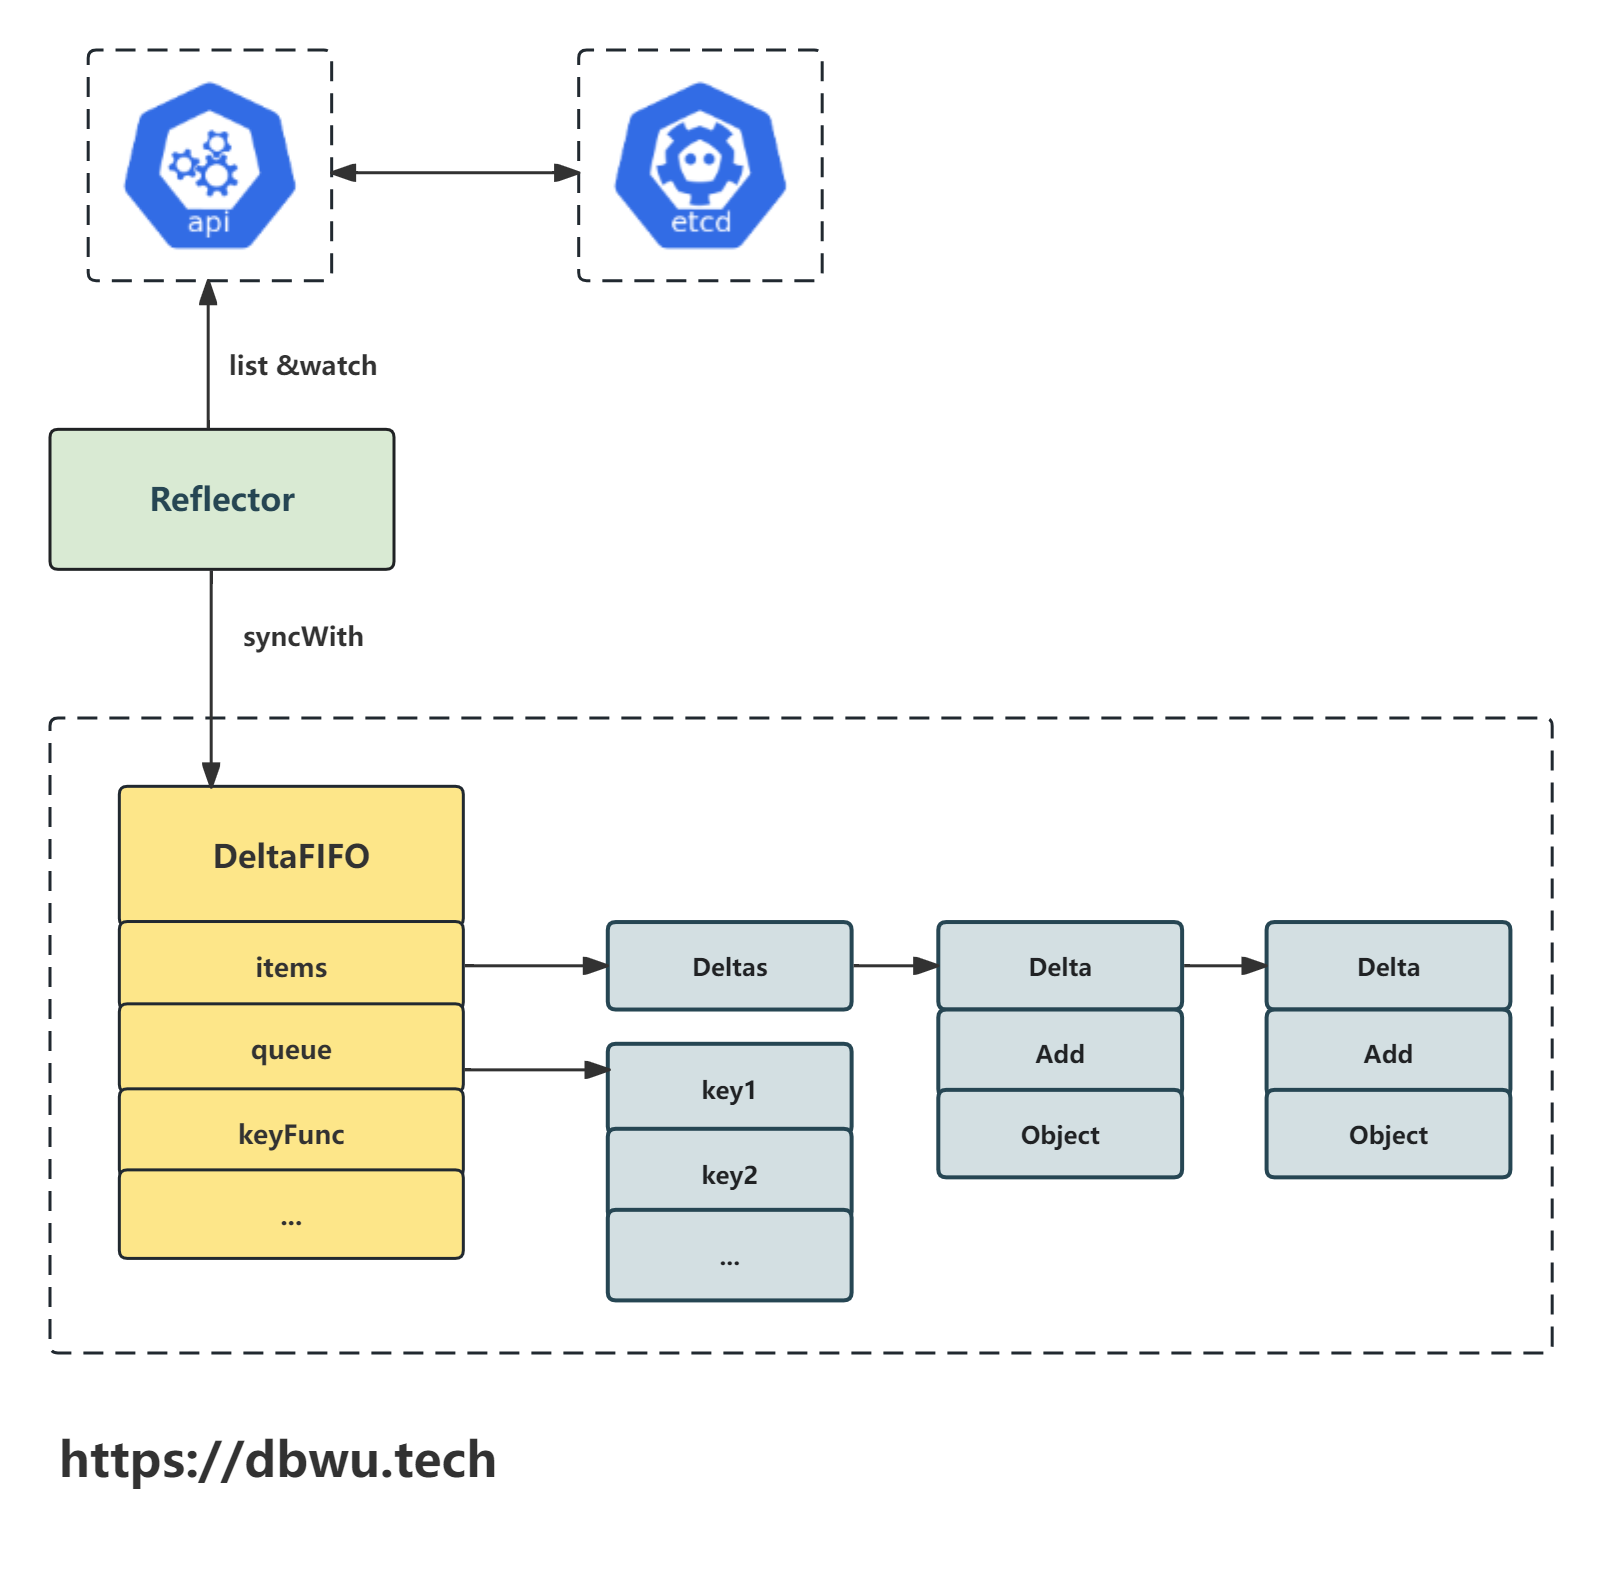 api
etcd
list &watch
Reflector
syncWith
DeltaFIFO
items
Deltas
Delta
Delta
queue
key1
Add
Add
keyFunc
key2
Object
Object
...
...
https://dbwu.tech